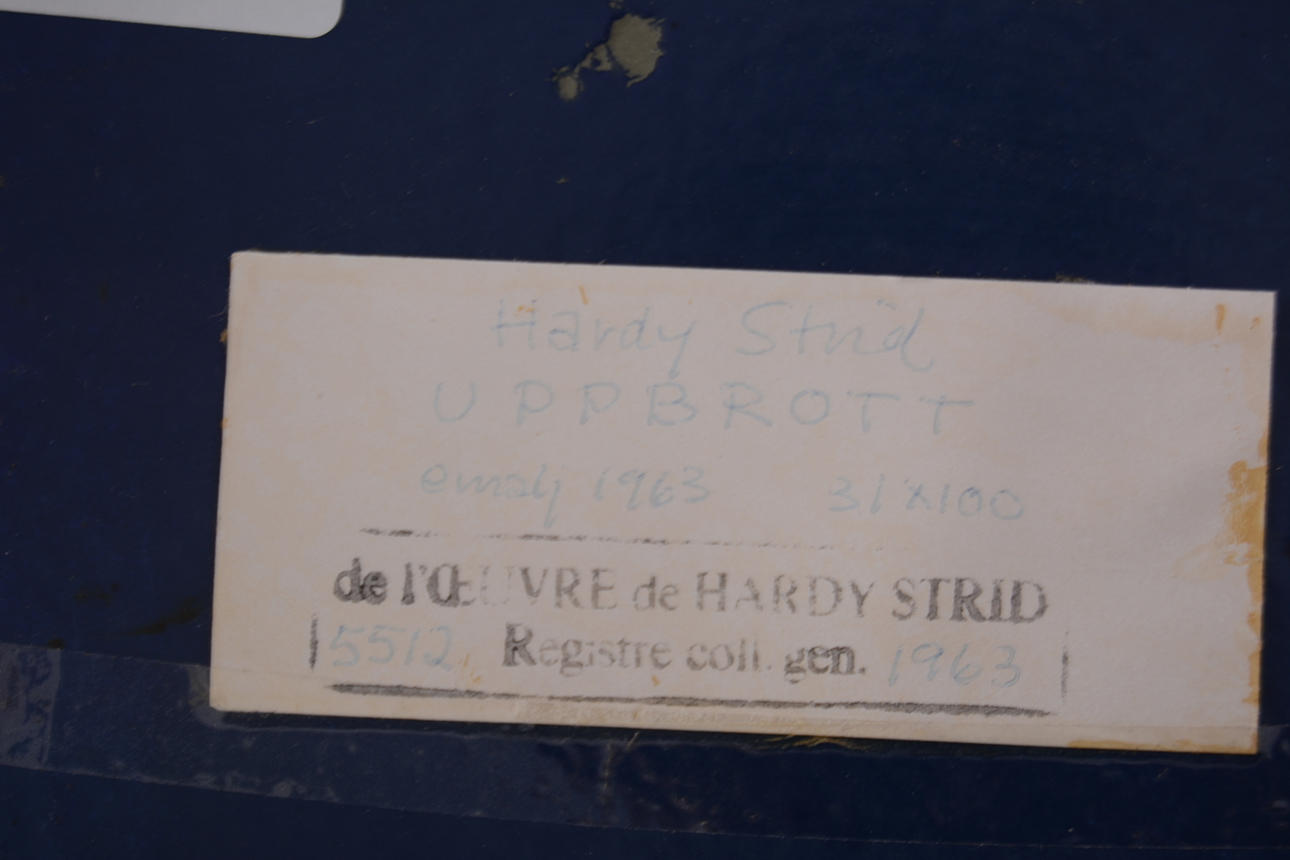 Hardy Strid
UPPBROTT
emalj 1963 31x100
de l'ŒUVRE de HARDY STRID
5512 Registre coll. gen. 1963